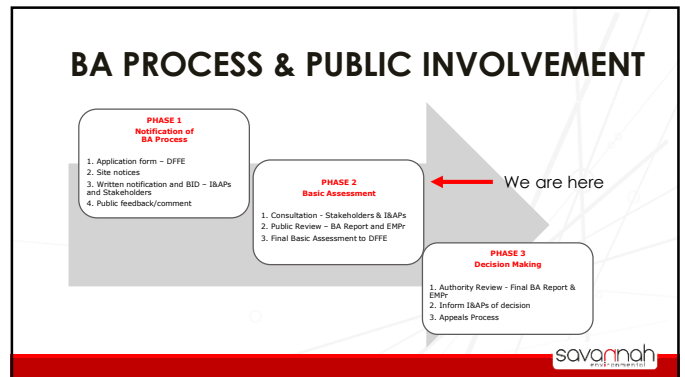 BA PROCESS & PUBLIC INVOLVEMENT
PHASE 1
Notification of
BA Process
1. Application form – DFFE
2. Site notices
3. Written notification and BID – I&APs
and Stakeholders
4. Public feedback/comment
PHASE 2
Basic Assessment
1. Consultation - Stakeholders & I&APs
2. Public Review – BA Report and EMPr
3. Final Basic Assessment to DFFE
We are here
PHASE 3
Decision Making
1. Authority Review - Final BA Report &
EMPr
2. Inform I&APs of decision
3. Appeals Process
savannah
environmental